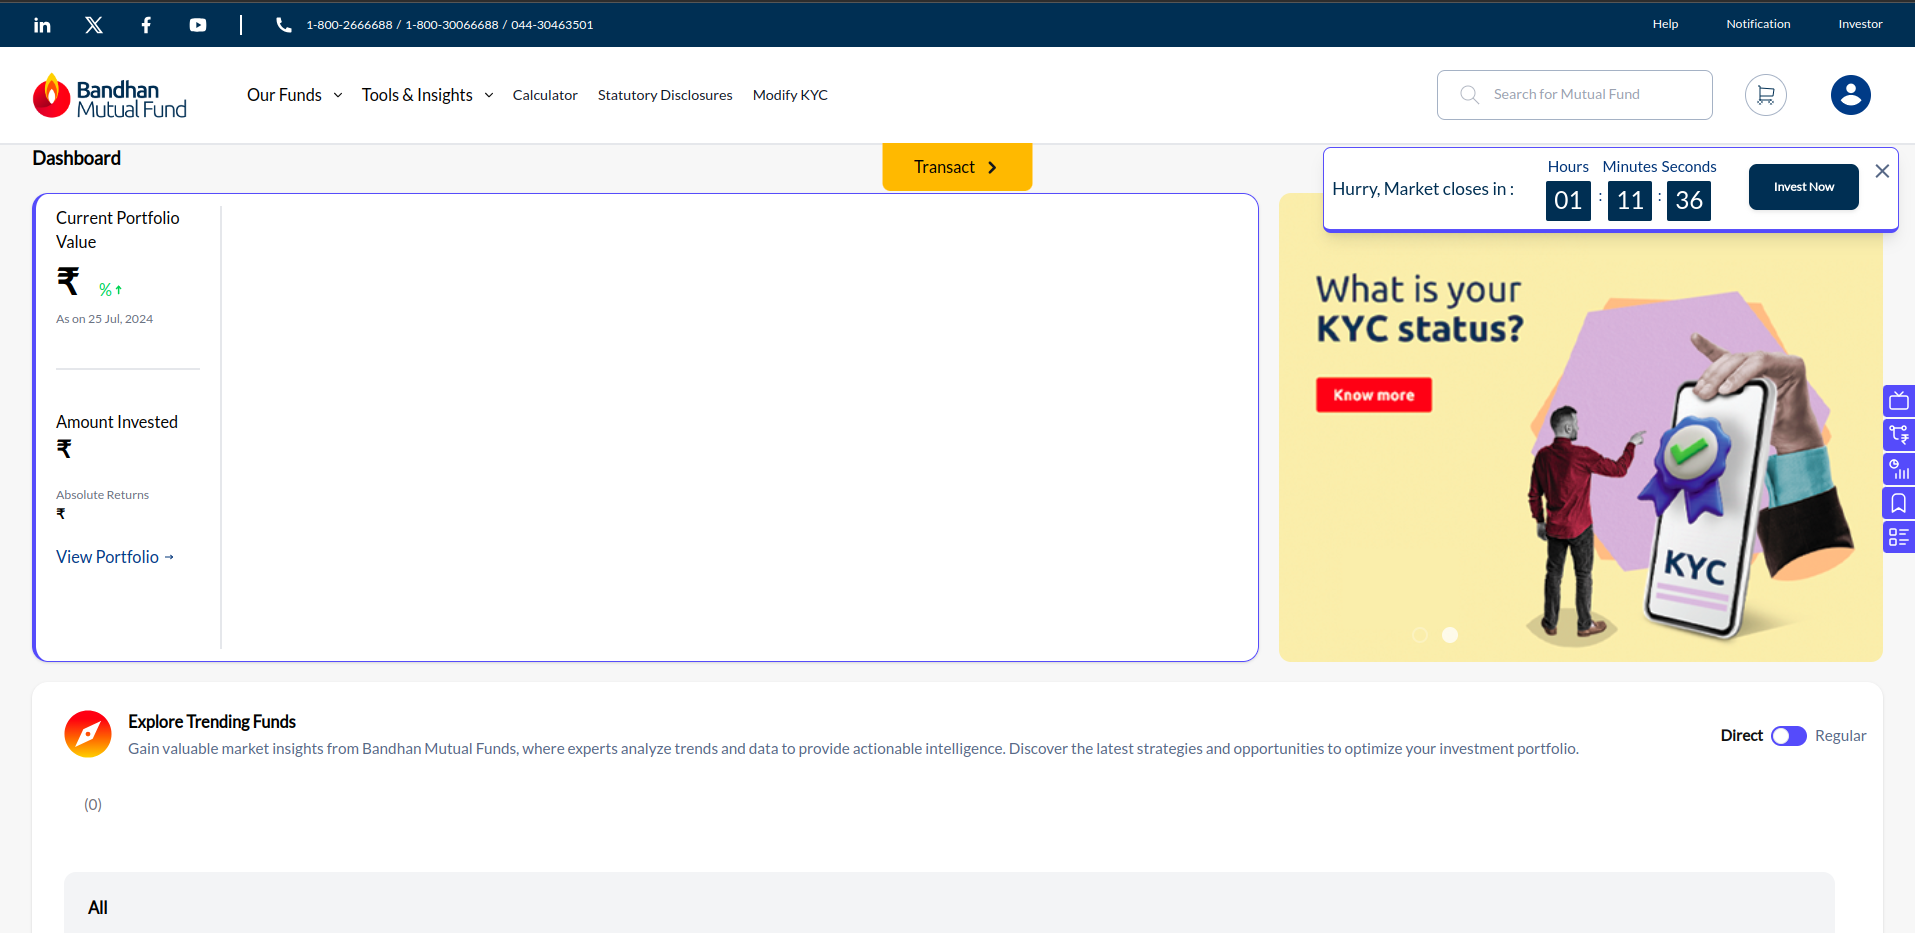 1-800-2666688 / 1-800-30066688 / 044-30463501
Help
Notification
Investor
Bandhan
Mutual Fund
Our Funds
Tools & Insights
Calculator
Statutory Disclosures
Modify KYC
Search for Mutual Fund
Dashboard
Transact
Hurry, Market closes in :
Hours Minutes Seconds
01 : 11 : 36
Invest Now
Current Portfolio
Value
₹ %
As on 25 Jul, 2024
Amount Invested
₹
Absolute Returns
₹
View Portfolio
What is your
KYC status?
Know more
KYC
Explore Trending Funds
Gain valuable market insights from Bandhan Mutual Funds, where experts analyze trends and data to provide actionable intelligence. Discover the latest strategies and opportunities to optimize your investment portfolio.
Direct
Regular
(0)
All